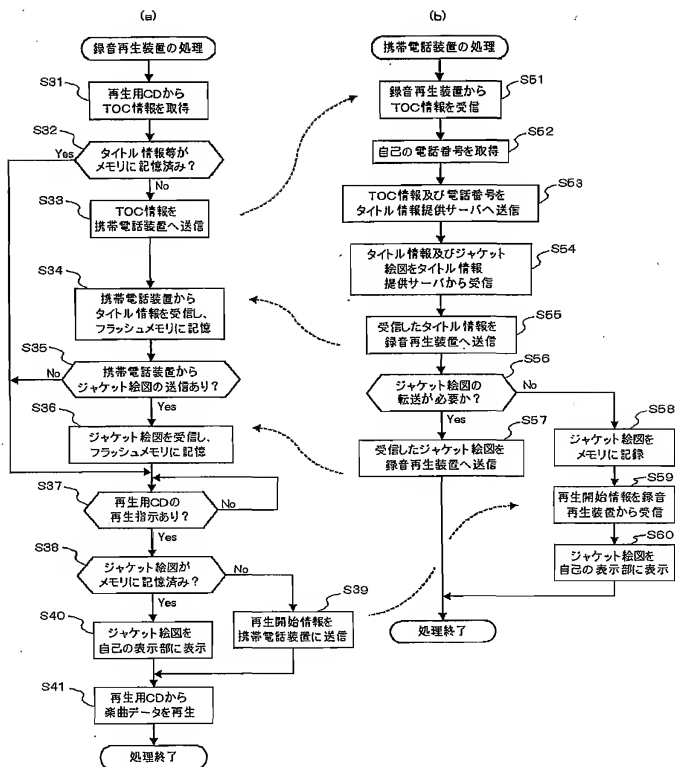 (a)
録音再生装置の処理
S31
再生用CDから
TOC情報を取得
S32
タイトル情報等が
メモリに記憶済み?
Yes
No
S33
TOC情報を
携帯電話装置へ送信
S34
携帯電話装置から
タイトル情報を受信し、
フラッシュメモリに記憶
S35
携帯電話装置から
ジャケット絵図の送信あり?
No
Yes
S36
ジャケット絵図を受信し、
フラッシュメモリに記憶
S37
再生用CDの
再生指示あり?
No
Yes
S38
ジャケット絵図が
メモリに記憶済み?
No
Yes
S39
再生開始情報を
携帯電話装置に送信
S40
ジャケット絵図を
自己の表示部に表示
S41
再生用CDから
楽曲データを再生
処理終了
(b)
携帯電話装置の処理
S51
録音再生装置から
TOC情報を受信
S52
自己の電話番号を取得
S53
TOC情報及び電話番号を
タイトル情報提供サーバへ送信
S54
タイトル情報及びジャケット
絵図をタイトル情報
提供サーバから受信
S55
受信したタイトル情報を
録音再生装置へ送信
S56
ジャケット絵図の
転送が必要か?
No
Yes
S57
受信したジャケット絵図を
録音再生装置へ送信
S58
ジャケット絵図を
メモリに記録
S59
再生開始情報を録音
再生装置から受信
S60
ジャケット絵図を
自己の表示部に表示
処理終了